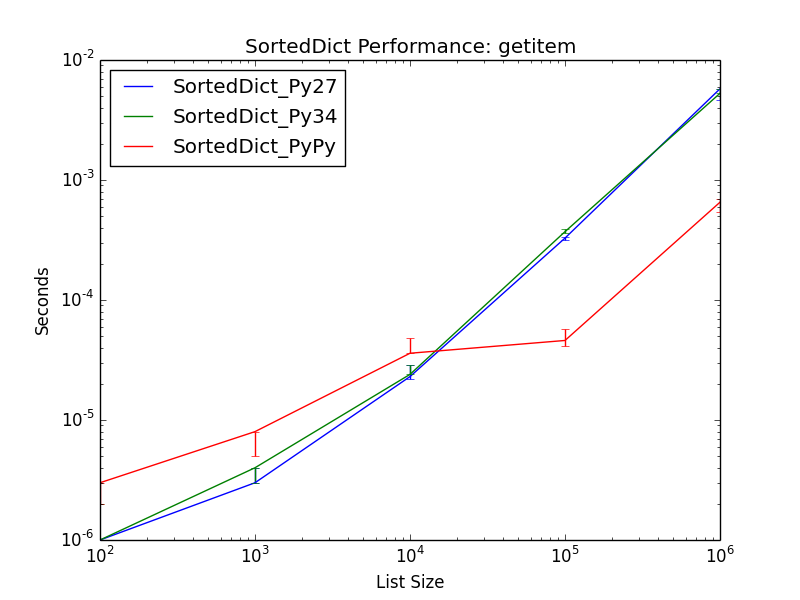 SortedDict Performance: getitem
SortedDict_Py27
SortedDict_Py34
SortedDict_PyPy
10^-2
10^-3
10^-4
10^-5
10^-6
Seconds
10^2 10^3 10^4 10^5 10^6
List Size